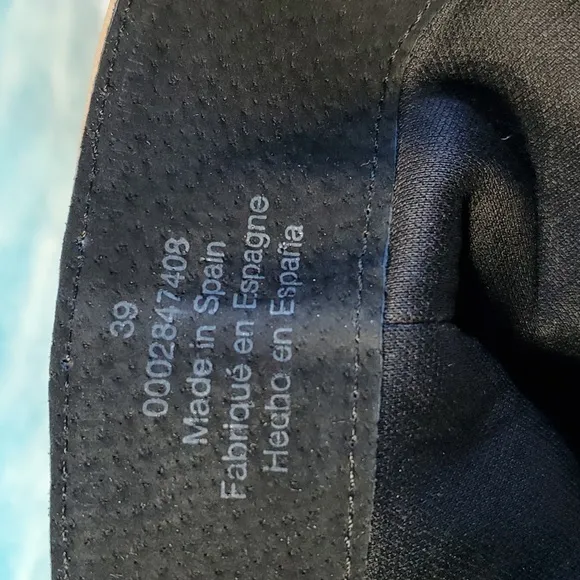 39
0002847408
Made in Spain
Fabriqué en Espagne
Hecho en España